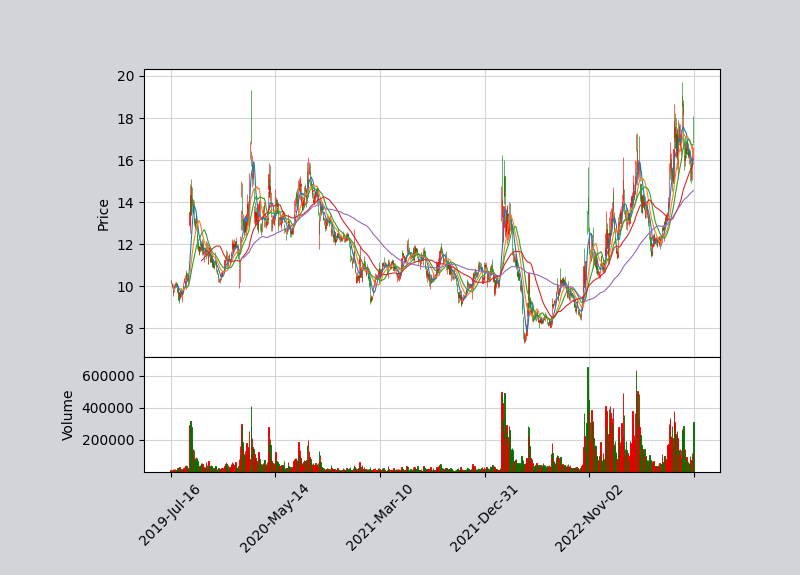 20
18
16
14
12
10
8
Price
600000
400000
200000
Volume
2019-Jul-16
2020-May-14
2021-Mar-10
2021-Dec-31
2022-Nov-02